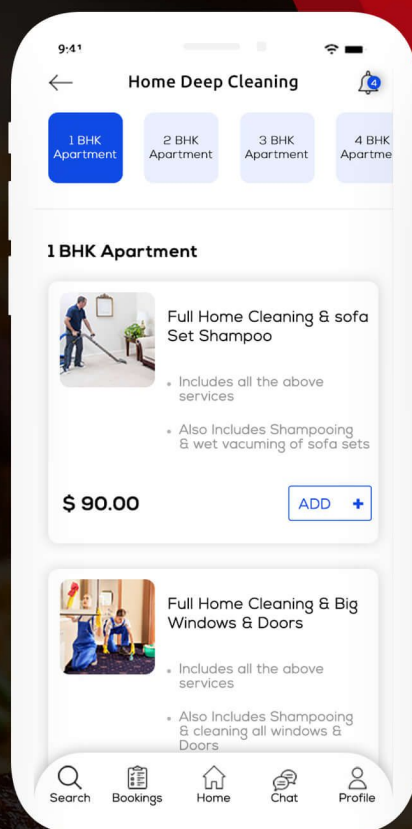 9:41
Home Deep Cleaning
4
1 BHK
Apartment
2 BHK
Apartment
3 BHK
Apartment
4 BHK
Apartme
1 BHK Apartment
Full Home Cleaning & sofa
Set Shampoo
Includes all the above
services
Also Includes Shampooing
& wet vacuming of sofa sets
$ 90.00
ADD +
Full Home Cleaning & Big
Windows & Doors
Includes all the above
services
Also Includes Shampooing
& cleaning all windows &
Doors
Search
Bookings
Home
Chat
Profile